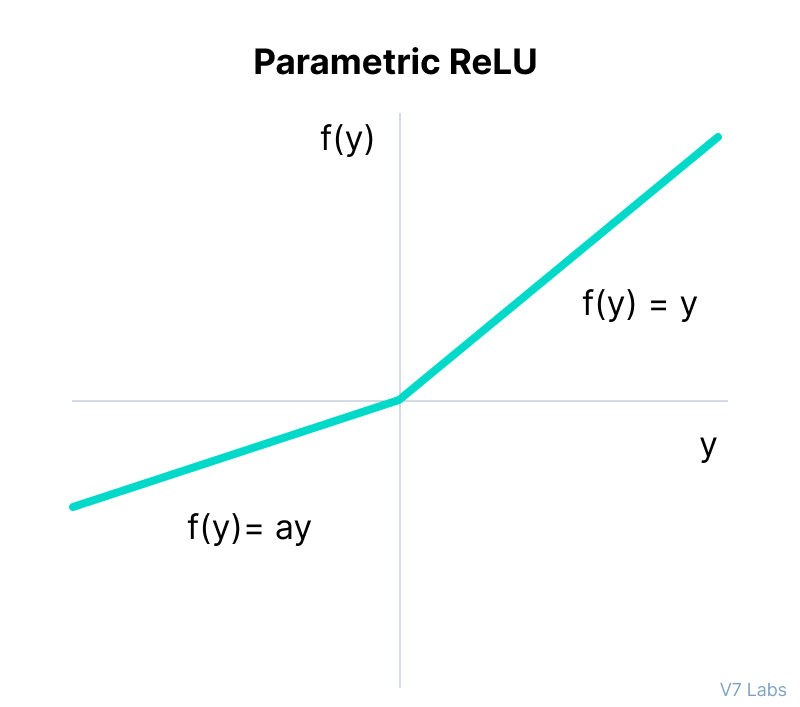 Parametric ReLU
f(y)
f(y) = y
y
f(y)= ay
V7 Labs